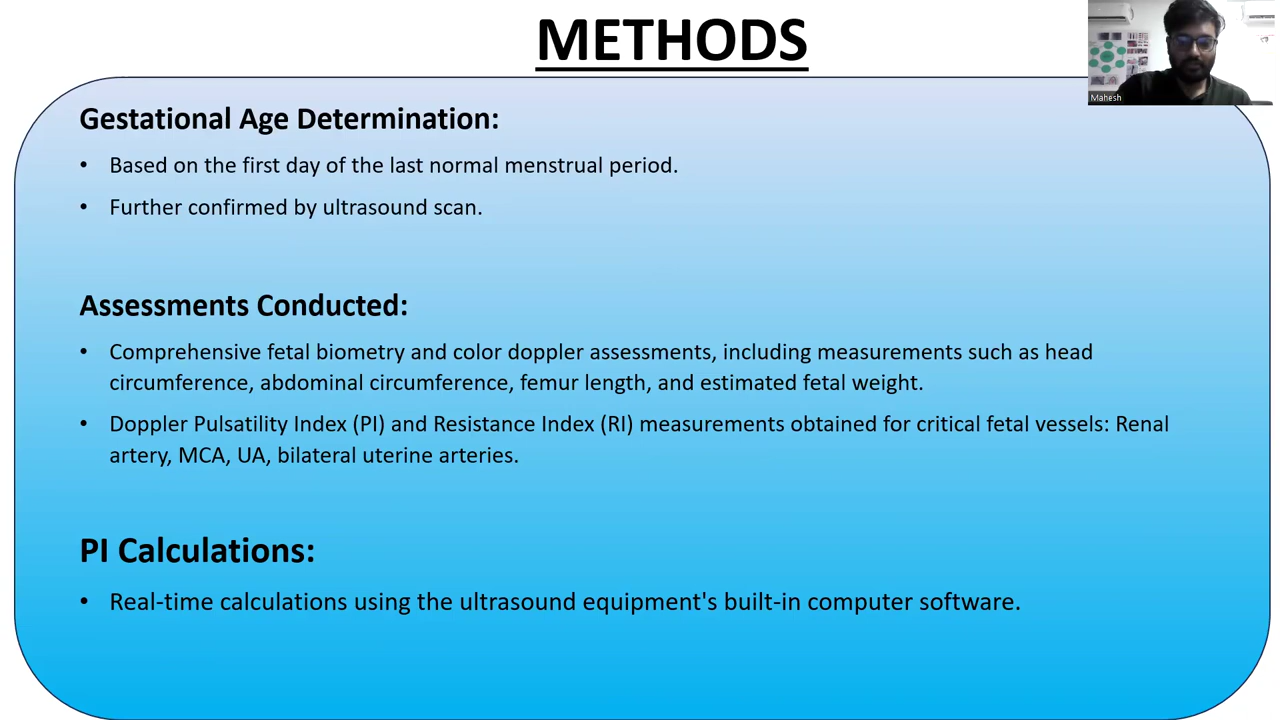 METHODS
Mahesh
Gestational Age Determination:
• Based on the first day of the last normal menstrual period.
• Further confirmed by ultrasound scan.
Assessments Conducted:
• Comprehensive fetal biometry and color doppler assessments, including measurements such as head
circumference, abdominal circumference, femur length, and estimated fetal weight.
• Doppler Pulsatility Index (PI) and Resistance Index (RI) measurements obtained for critical fetal vessels: Renal
artery, MCA, UA, bilateral uterine arteries.
PI Calculations:
• Real-time calculations using the ultrasound equipment's built-in computer software.